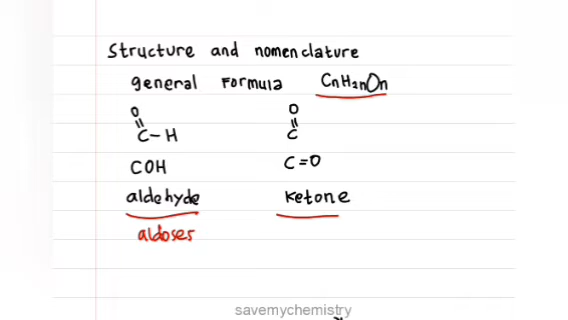 Structure and nomenclature
general Formula CnH2nOn
O O
|| ||
C-H C
COH C=O
aldehyde ketone
aldoses
savemychemistry